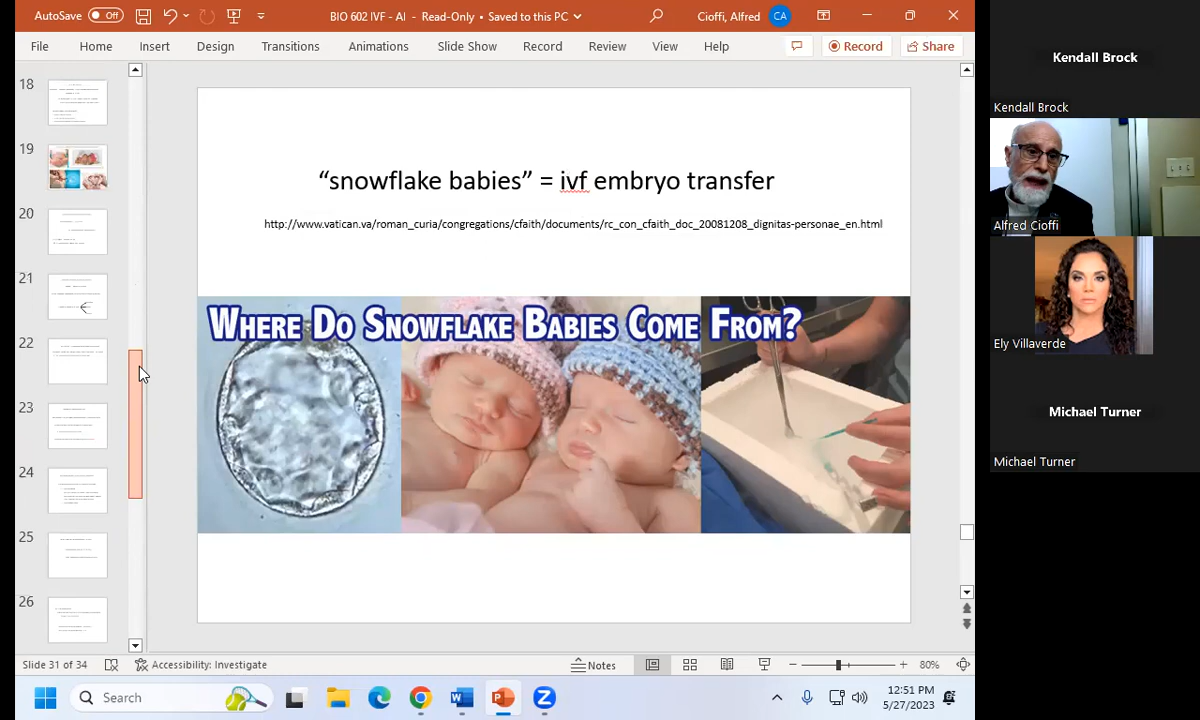 AutoSave Off
BIO 602 IVF - AI - Read-Only • Saved to this PC
Cioffi, Alfred
CA
File Home Insert Design Transitions Animations Slide Show Record Review View Help
Record
Share
18
19
20
21
22
23
24
25
26
“snowflake babies” = ivf embryo transfer
http://www.vatican.va/roman_curia/congregations/cfaith/documents/rc_con_cfaith_doc_20081208_dignitas-personae_en.html
Where Do Snowflake Babies Come From?
Slide 31 of 34
Accessibility: Investigate
Notes
80%
Search
12:51 PM
5/27/2023
Kendall Brock
Kendall Brock
Alfred Cioffi
Ely Villaverde
Michael Turner
Michael Turner